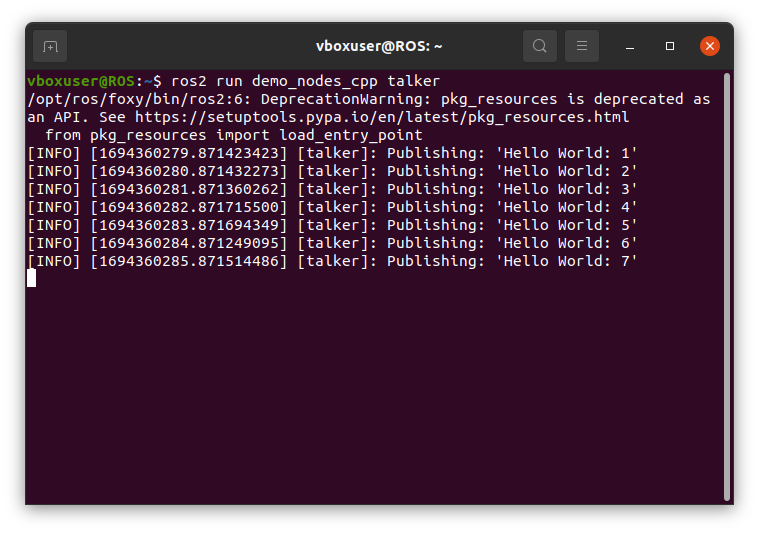 vboxuser@ROS: ~
vboxuser@ROS:~$ ros2 run demo_nodes_cpp talker
/opt/ros/foxy/bin/ros2:6: DeprecationWarning: pkg_resources is deprecated as
an API. See https://setuptools.pypa.io/en/latest/pkg_resources.html
  from pkg_resources import load_entry_point
[INFO] [1694360279.871423423] [talker]: Publishing: 'Hello World: 1'
[INFO] [1694360280.871432273] [talker]: Publishing: 'Hello World: 2'
[INFO] [1694360281.871360262] [talker]: Publishing: 'Hello World: 3'
[INFO] [1694360282.871715500] [talker]: Publishing: 'Hello World: 4'
[INFO] [1694360283.871694349] [talker]: Publishing: 'Hello World: 5'
[INFO] [1694360284.871249095] [talker]: Publishing: 'Hello World: 6'
[INFO] [1694360285.871514486] [talker]: Publishing: 'Hello World: 7'